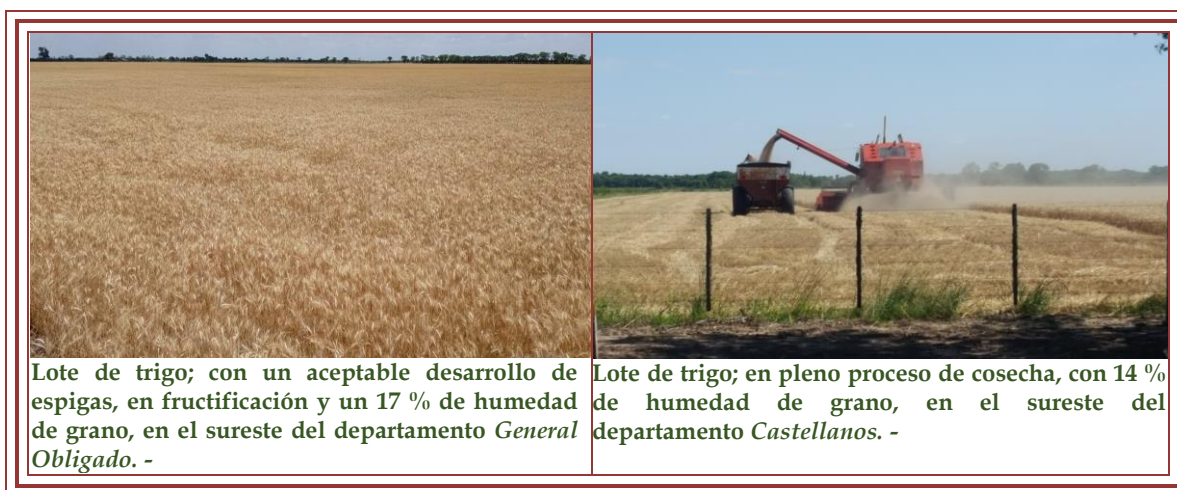 Lote de trigo; con un aceptable desarrollo de
espigas, en fructificación y un 17 % de humedad
de grano, en el sureste del departamento General
Obligado. -
Lote de trigo; en pleno proceso de cosecha, con 14 %
de humedad de grano, en el sureste del
departamento Castellanos. -